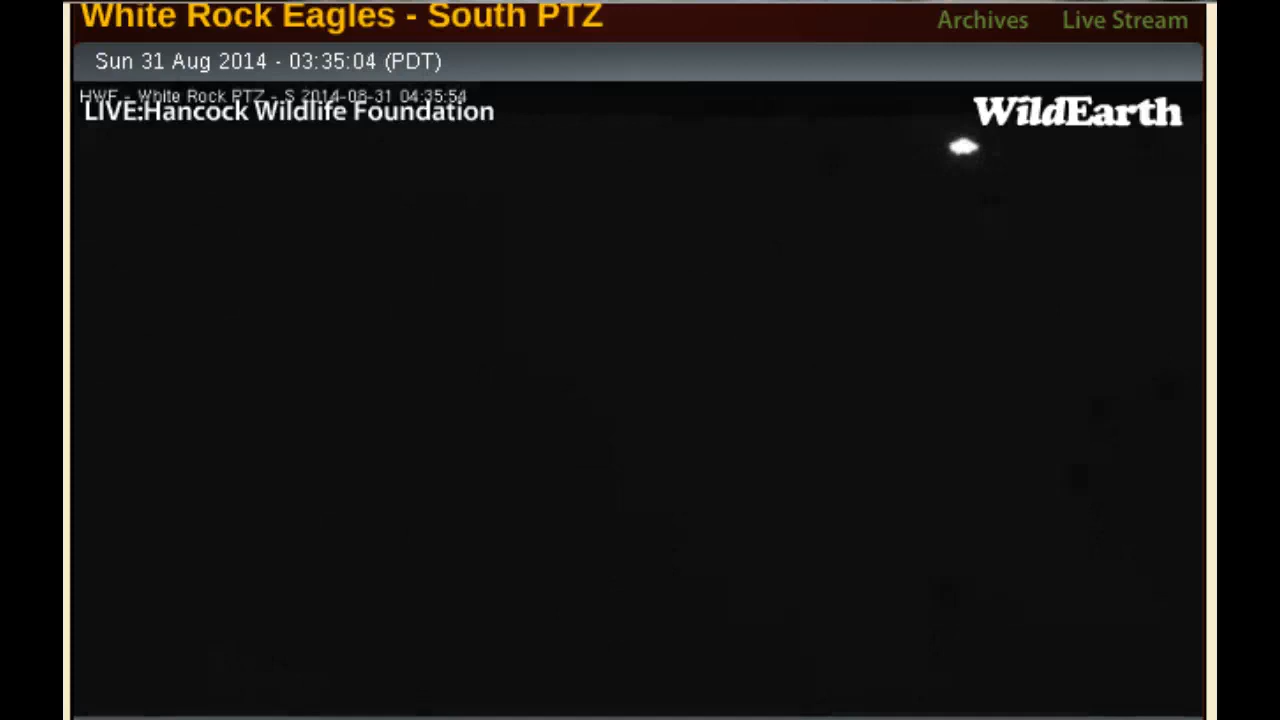 White Rock Eagles - South PTZ
Archives Live Stream
Sun 31 Aug 2014 - 03:35:04 (PDT)
HWF - White Rock PTZ - S 2014-08-31 04:35:54
LIVE:Hancock Wildlife Foundation
WildEarth